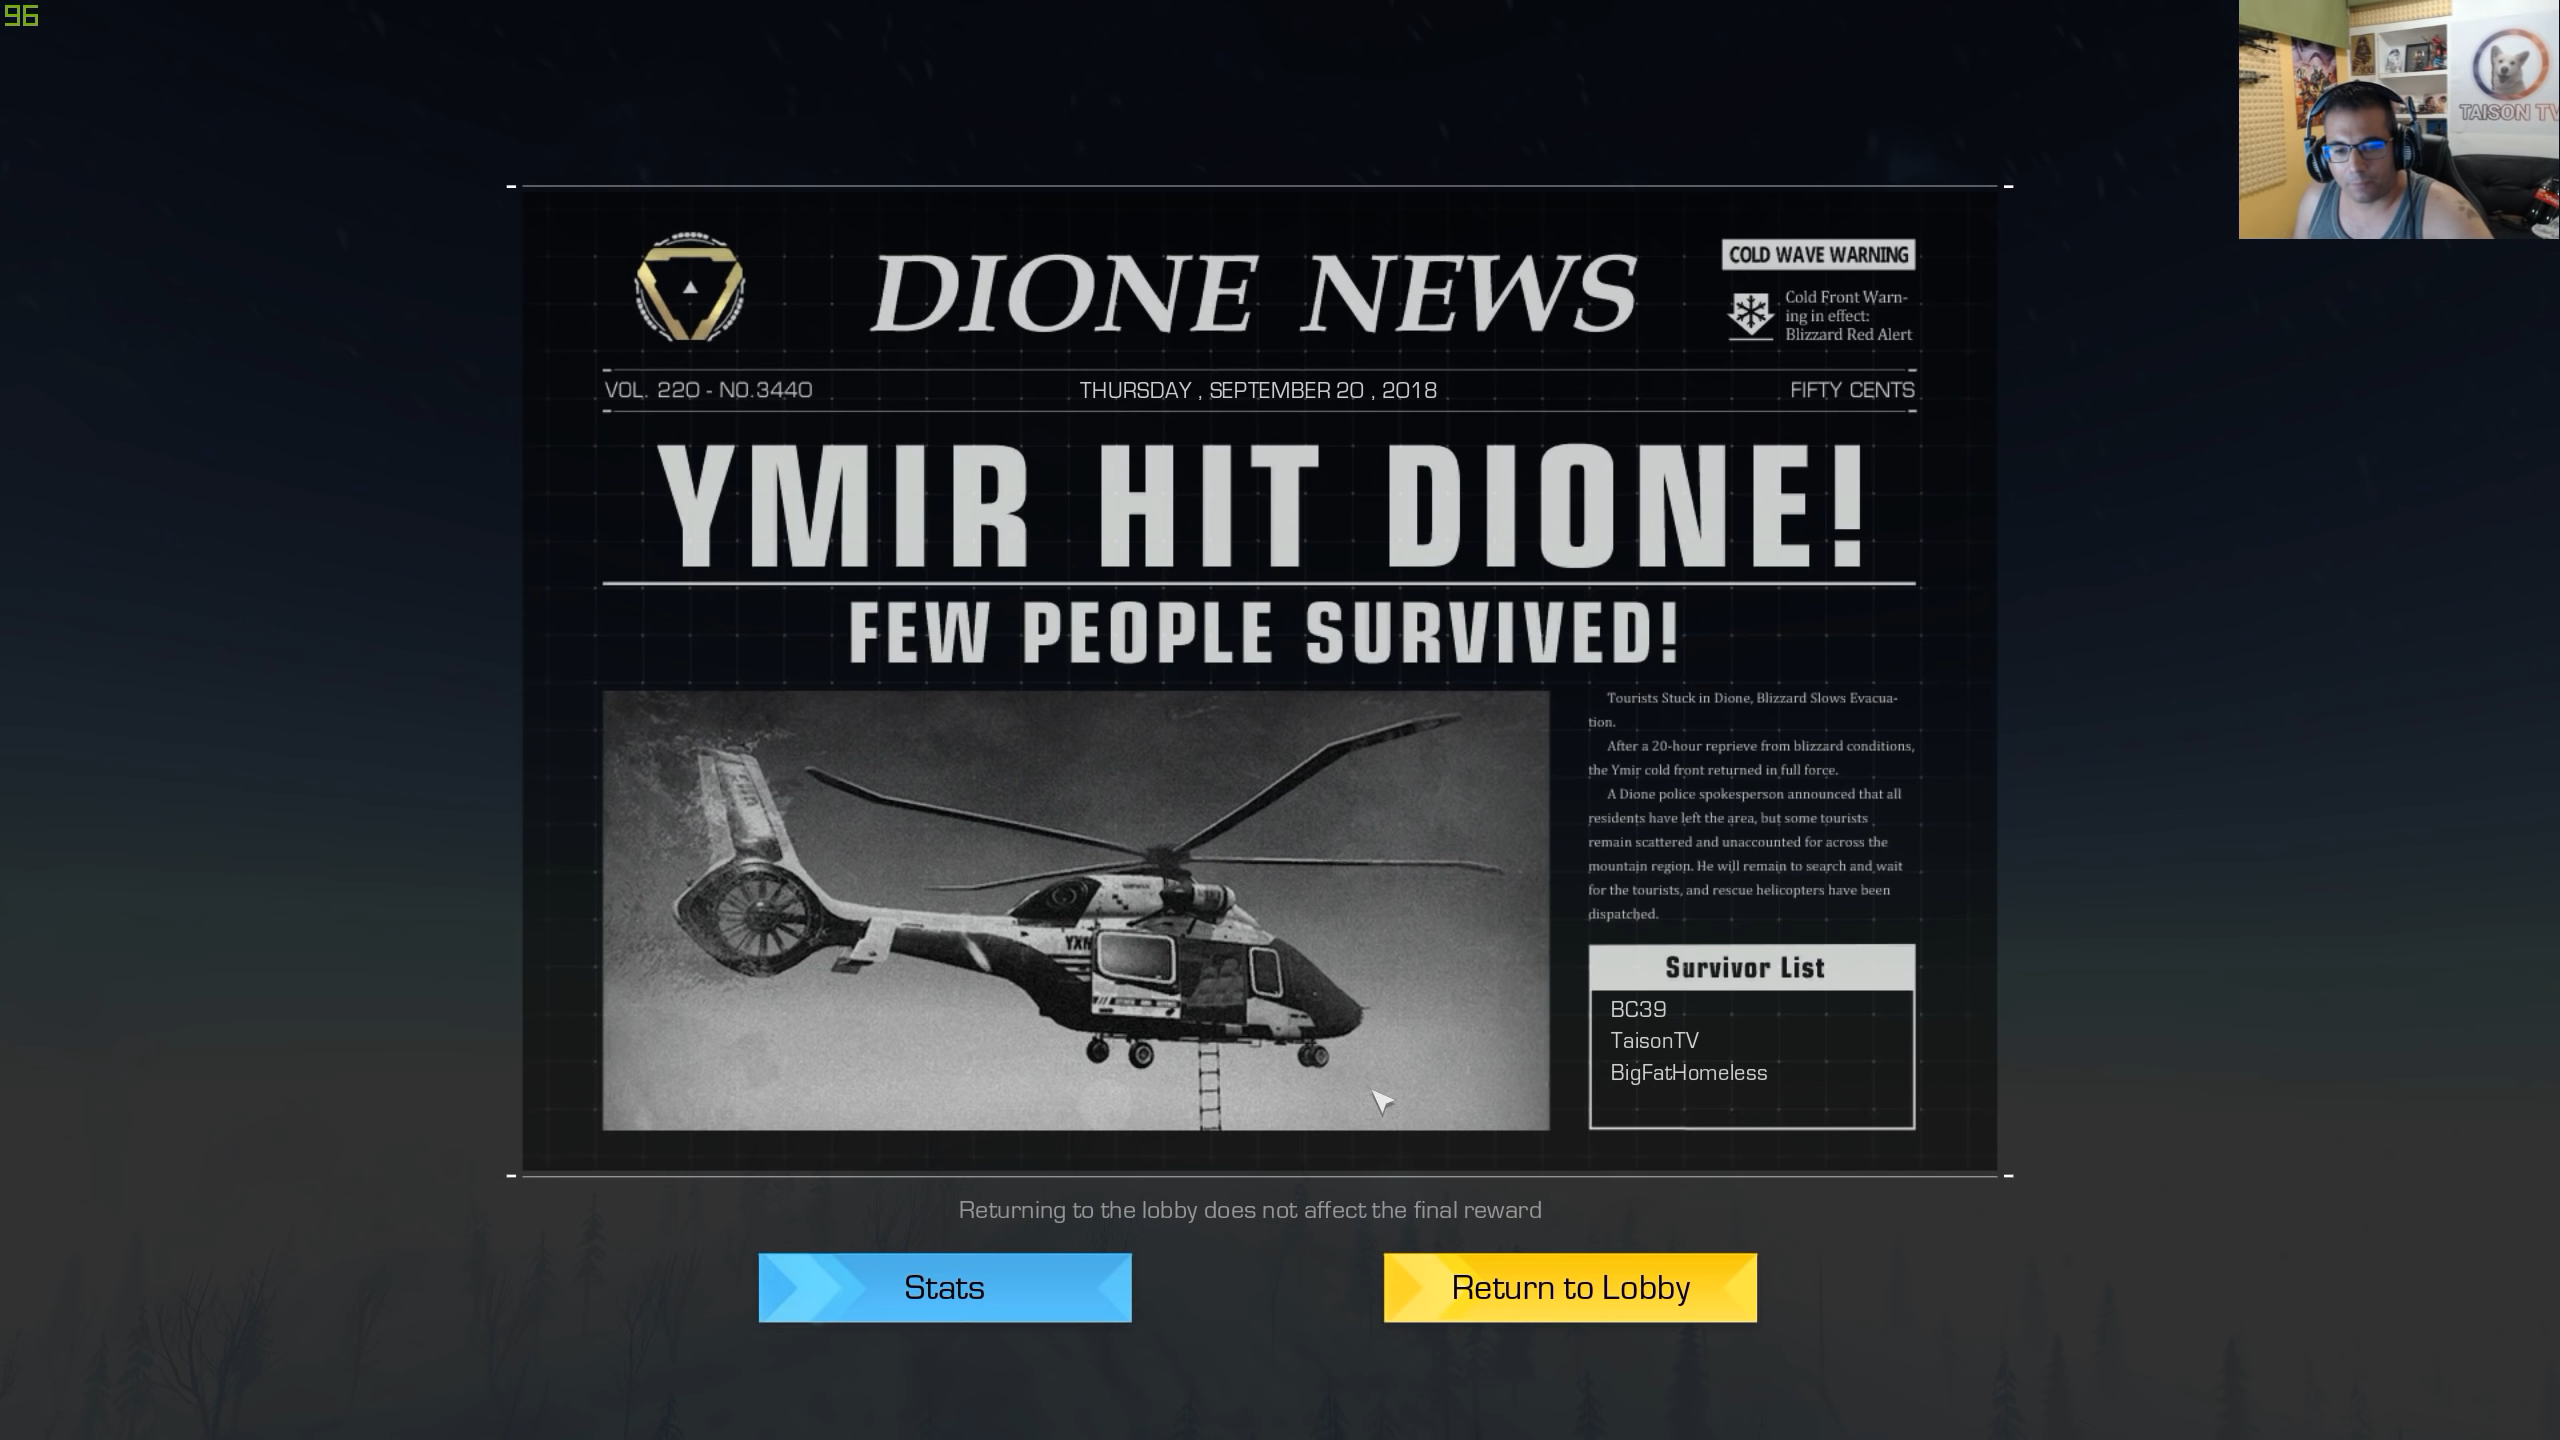 96
TAISON TV
DIONE NEWS
COLD WAVE WARNING
Cold Front Warn-
ing in effect:
Blizzard Red Alert
VOL. 220 - NO.3440
THURSDAY , SEPTEMBER 20 , 2018
FIFTY CENTS
YMIR HIT DIONE!
FEW PEOPLE SURVIVED!
Tourists Stuck in Dione, Blizzard Slows Evacua-
tion.
After a 20-hour reprieve from blizzard conditions,
the Ymir cold front returned in full force.
A Dione police spokesperson announced that all
residents have left the area, but some tourists
remain scattered and unaccounted for across the
mountain region. He will remain to search and wait
for the tourists, and rescue helicopters have been
dispatched.
Survivor List
BC39
TaisonTV
BigFatHomeless
Returning to the lobby does not affect the final reward
Stats
Return to Lobby